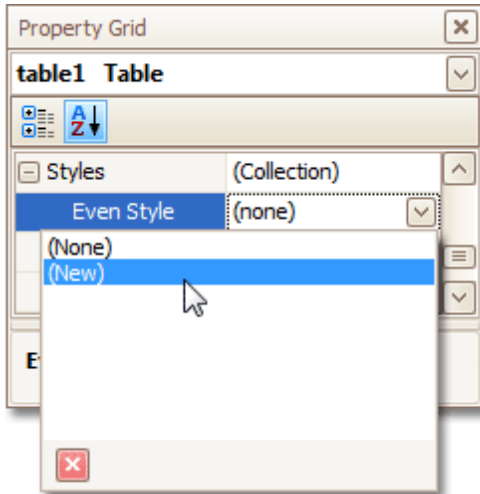 Property Grid
table1 Table
Styles (Collection)
Even Style (none)
(None)
(New)